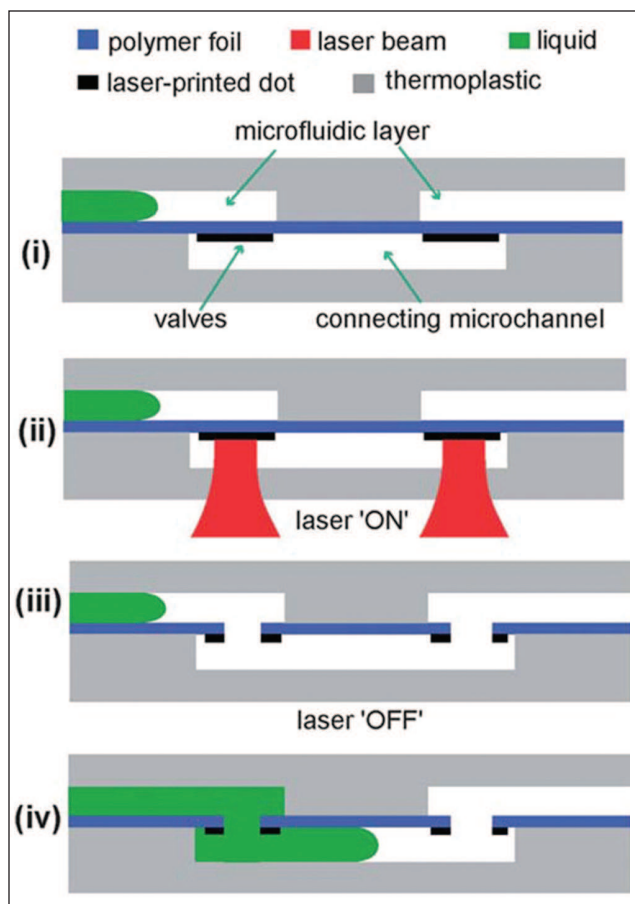 polymer foil laser beam liquid
laser-printed dot thermoplastic
microfluidic layer
(i)
valves connecting microchannel
(ii)
laser 'ON'
(iii)
laser 'OFF'
(iv)